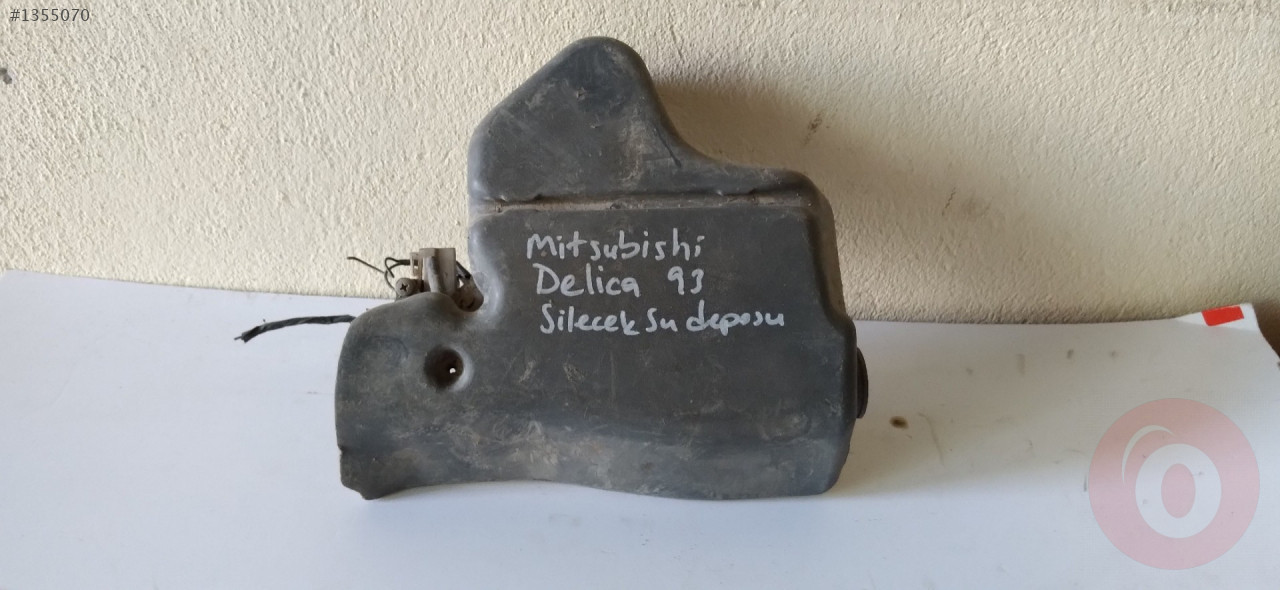 #1355070
Mitsubishi
Delica 93
Silecek Su deposu